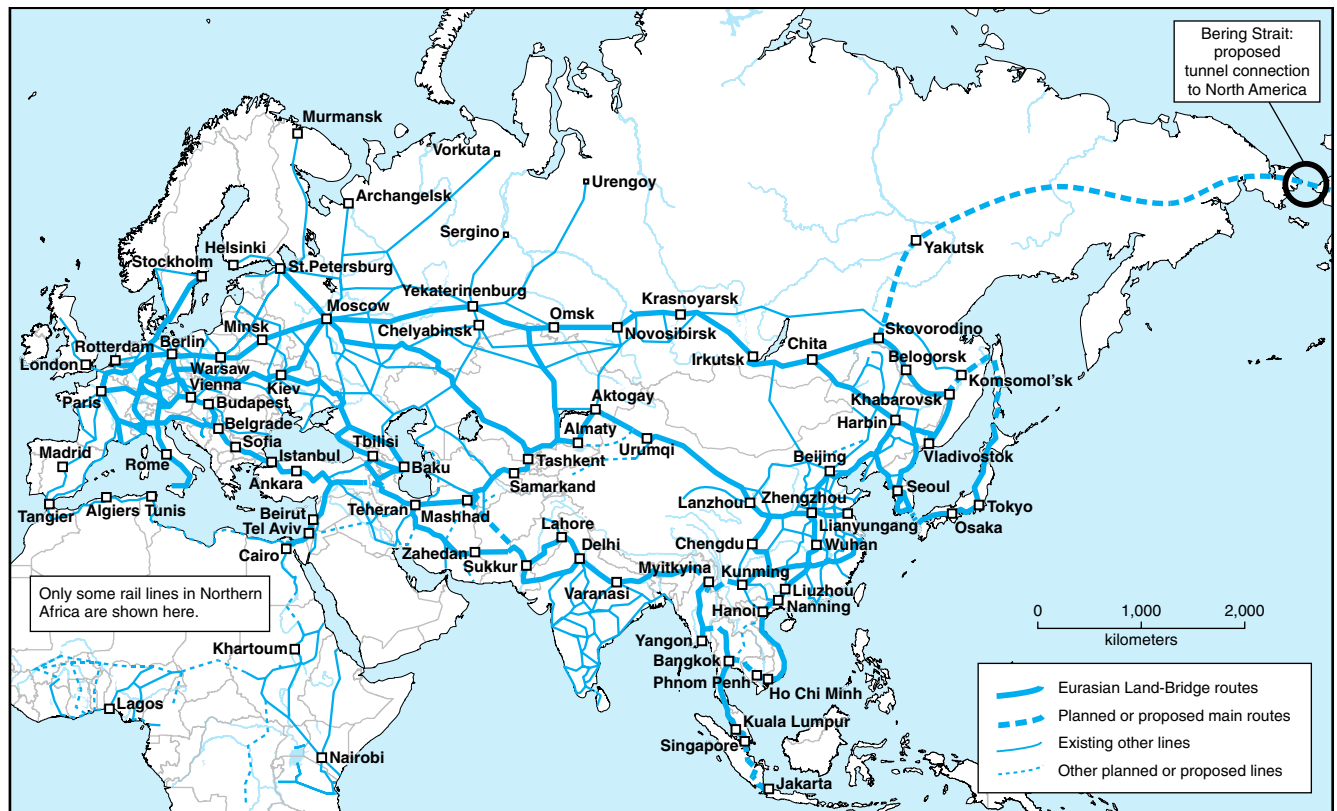 Bering Strait:
proposed
tunnel connection
to North America
Murmansk
Vorkuta
Urengoy
Archangelsk
Sergino
Yakutsk
Helsinki
Stockholm
St.Petersburg
Yekaterinenburg
Krasnoyarsk
Moscow
Omsk
Skovorodino
Minsk
Chelyabinsk
Novosibirsk
Chita
Rotterdam
Berlin
Irkutsk
Belogorsk
London
Warsaw
Komsomol'sk
Vienna
Kiev
Aktogay
Khabarovsk
Paris
Budapest
Harbin
Belgrade
Almaty
Sofia
Tbilisi
Urumqi
Vladivostok
Madrid
Rome
Istanbul
Baku
Tashkent
Beijing
Ankara
Samarkand
Seoul
Tangier
Algiers
Tunis
Beirut
Teheran
Mashhad
Lanzhou
Zhengzhou
Tokyo
Tel Aviv
Lahore
Lianyungang
Osaka
Cairo
Zahedan
Delhi
Chengdu
Wuhan
Sukkur
Myitkyina
Kunming
Varanasi
Liuzhou
Only some rail lines in Northern
Africa are shown here.
Hanoi
Nanning
0
1,000
2,000
kilometers
Khartoum
Yangon
Bangkok
Phnom Penh
Ho Chi Minh
Lagos
Kuala Lumpur
Singapore
Nairobi
Jakarta
Eurasian Land-Bridge routes
Planned or proposed main routes
Existing other lines
Other planned or proposed lines